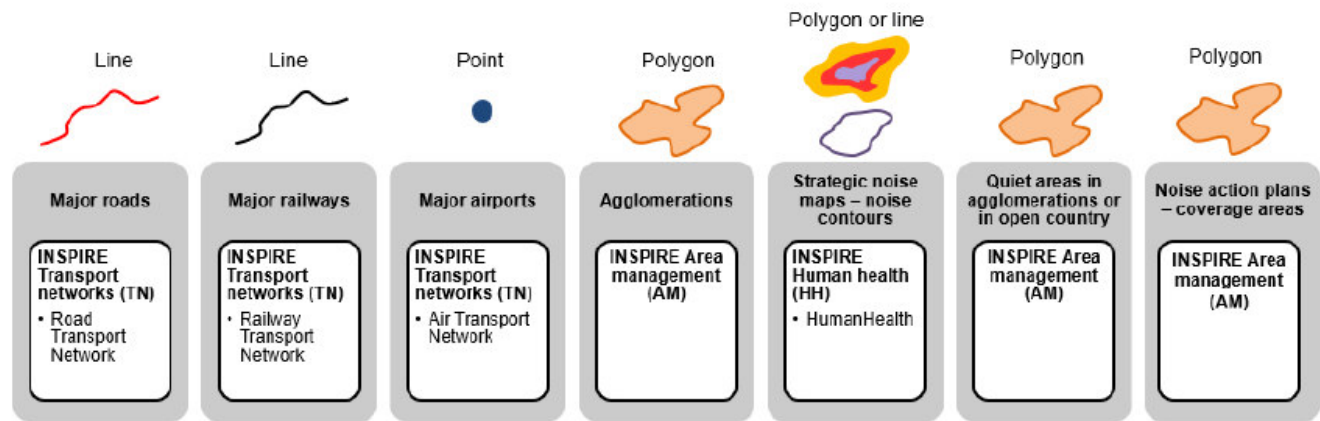 Line
Line
Point
Polygon
Polygon or line
Polygon
Polygon
Major roads
INSPIRE
Transport
networks (TN)
• Road
Transport
Network
Major railways
INSPIRE
Transport
networks (TN)
• Railway
Transport
Network
Major airports
INSPIRE
Transport
networks (TN)
• Air Transport
Network
Agglomerations
INSPIRE Area
management
(AM)
Strategic noise
maps – noise
contours
INSPIRE
Human health
(HH)
• HumanHealth
Quiet areas in
agglomerations or
in open country
INSPIRE Area
management
(AM)
Noise action plans
– coverage areas
INSPIRE Area
management
(AM)